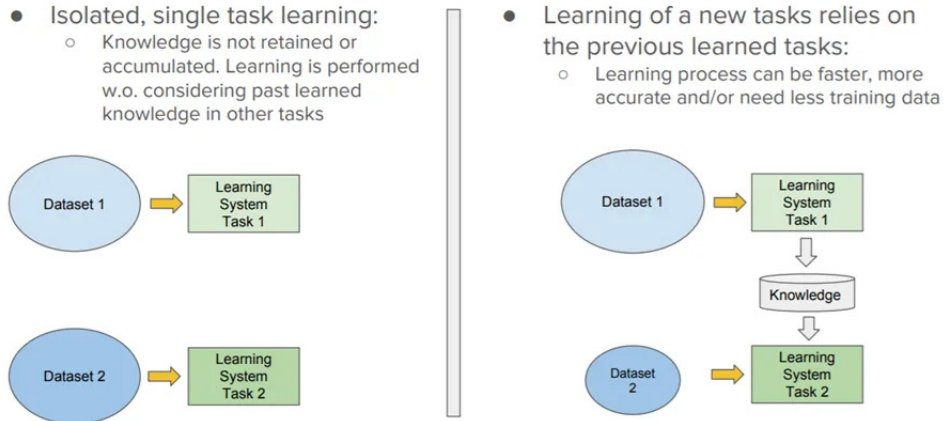 Isolated, single task learning:
Knowledge is not retained or
accumulated. Learning is performed
w.o. considering past learned
knowledge in other tasks
Dataset 1
Learning
System
Task 1
Dataset 2
Learning
System
Task 2
Learning of a new tasks relies on
the previous learned tasks:
Learning process can be faster, more
accurate and/or need less training data
Dataset 1
Learning
System
Task 1
Knowledge
Dataset
2
Learning
System
Task 2